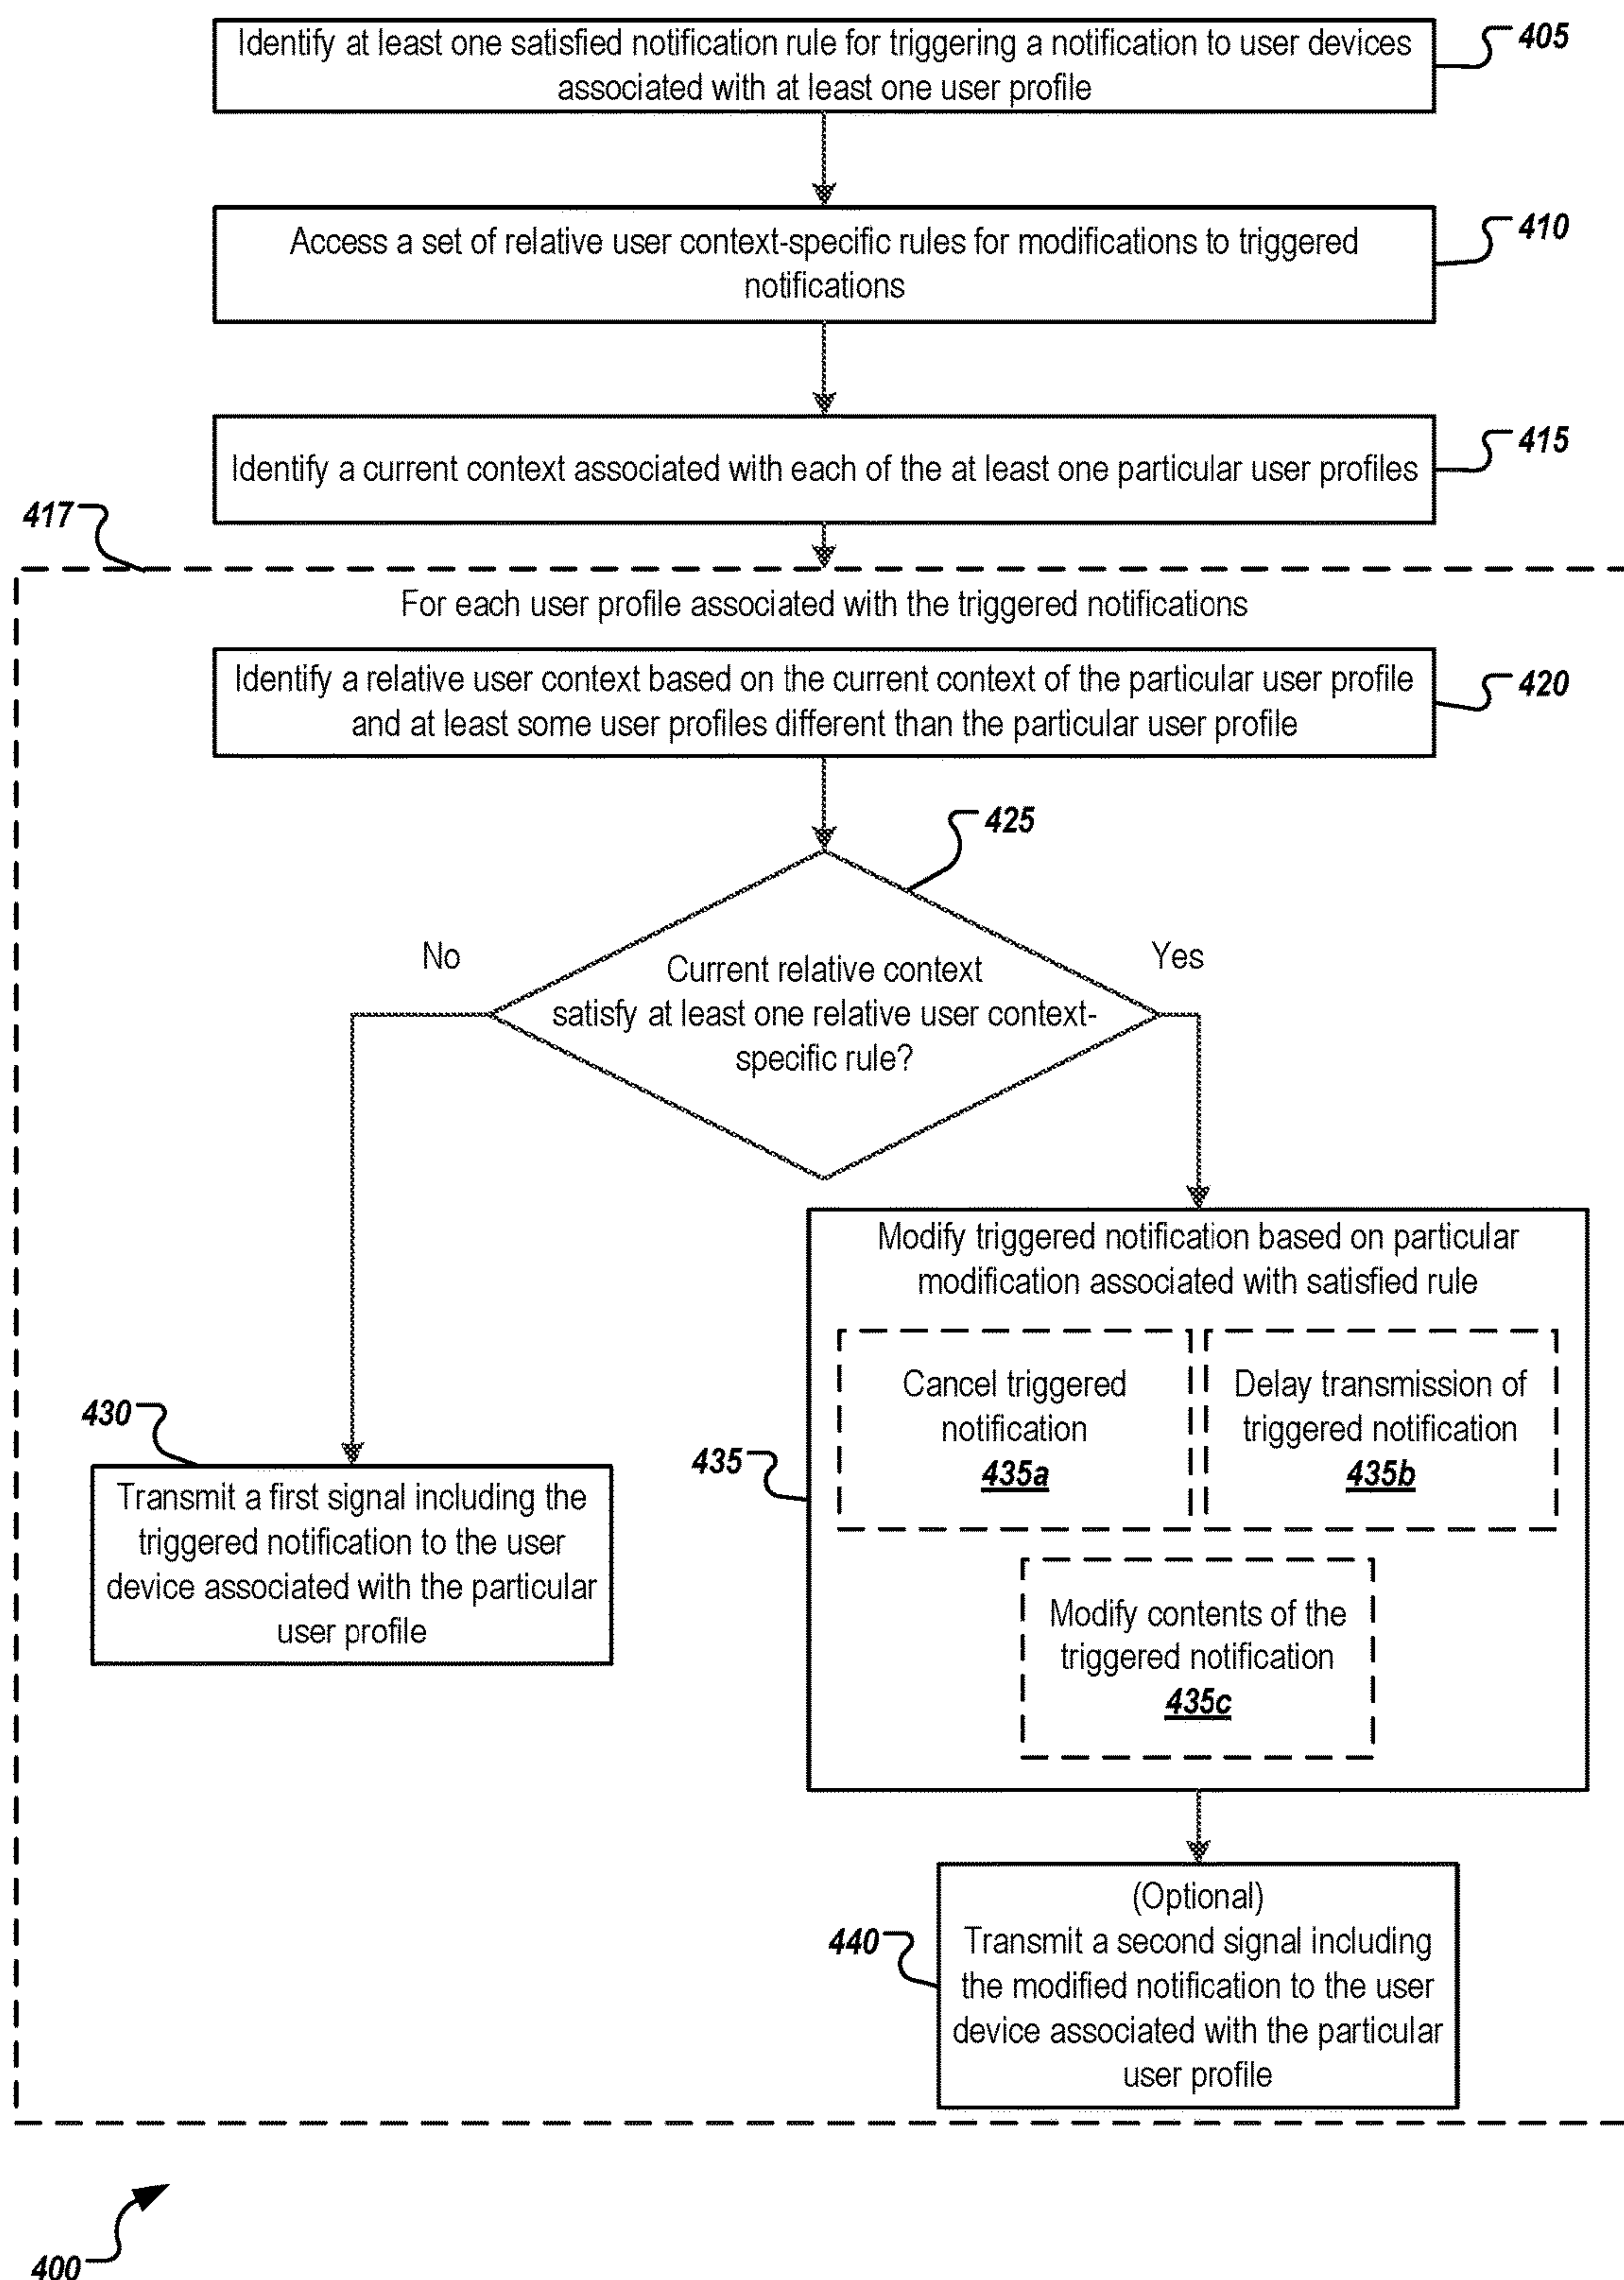 Identify at least one satisfied notification rule for triggering a notification to user devices
associated with at least one user profile
405
Access a set of relative user context-specific rules for modifications to triggered
notifications
410
Identify a current context associated with each of the at least one particular user profiles
415
417
For each user profile associated with the triggered notifications
Identify a relative user context based on the current context of the particular user profile
and at least some user profiles different than the particular user profile
420
425
No
Yes
Current relative context
satisfy at least one relative user context-
specific rule?
Modify triggered notification based on particular
modification associated with satisfied rule
Cancel triggered
notification
435a
Delay transmission of
triggered notification
435b
430
435
Transmit a first signal including the
triggered notification to the user
device associated with the particular
user profile
Modify contents of the
triggered notification
435c
(Optional)
Transmit a second signal including
the modified notification to the user
device associated with the particular
user profile
440
400